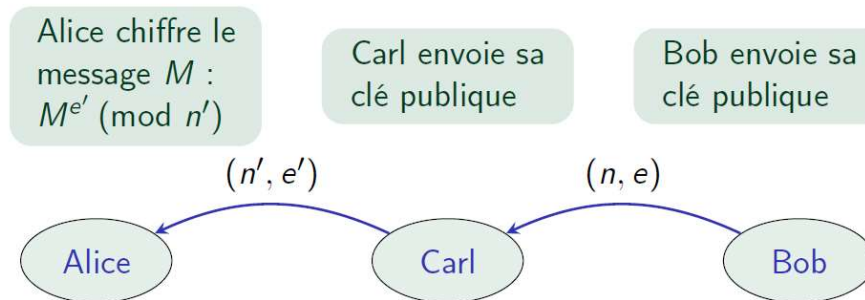 Alice chiffre le
message M :
M^{e'} (mod n')
Carl envoie sa
clé publique
Bob envoie sa
clé publique
(n', e')
(n, e)
Alice
Carl
Bob